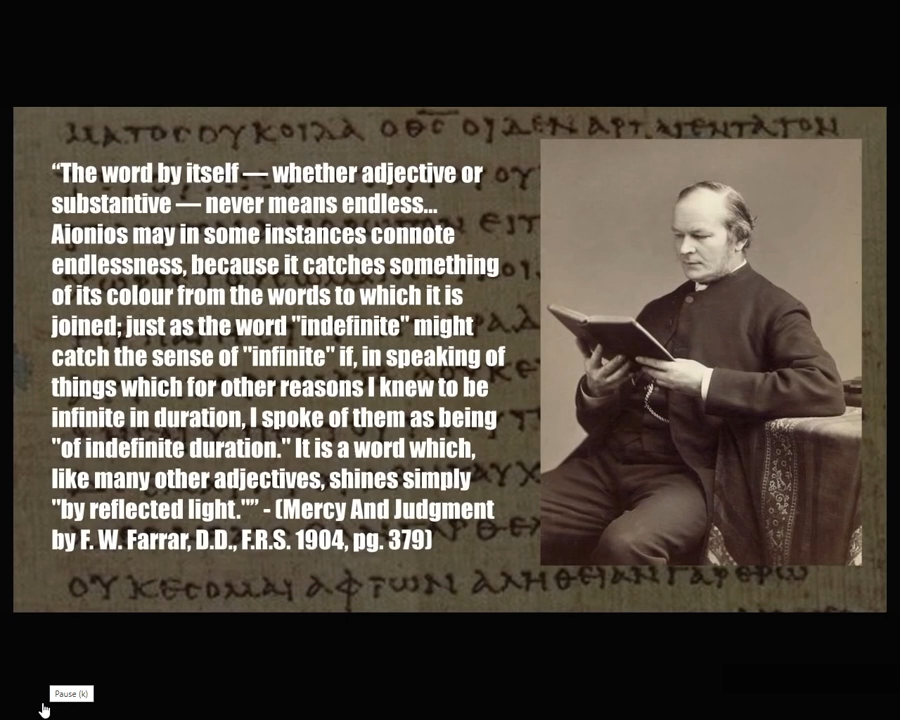 ΜΑΤΟCΟΥΚΟΙΛΑ
“The word by itself — whether adjective or
substantive — never means endless...
Aionios may in some instances connote
endlessness, because it catches something
of its colour from the words to which it is
joined; just as the word "indefinite" might
catch the sense of "infinite" if, in speaking of
things which for other reasons I knew to be
infinite in duration, I spoke of them as being
"of indefinite duration." It is a word which,
like many other adjectives, shines simply
"by reflected light."” - (Mercy And Judgment
by F. W. Farrar, D.D., F.R.S. 1904, pg. 379)
Pause (k)